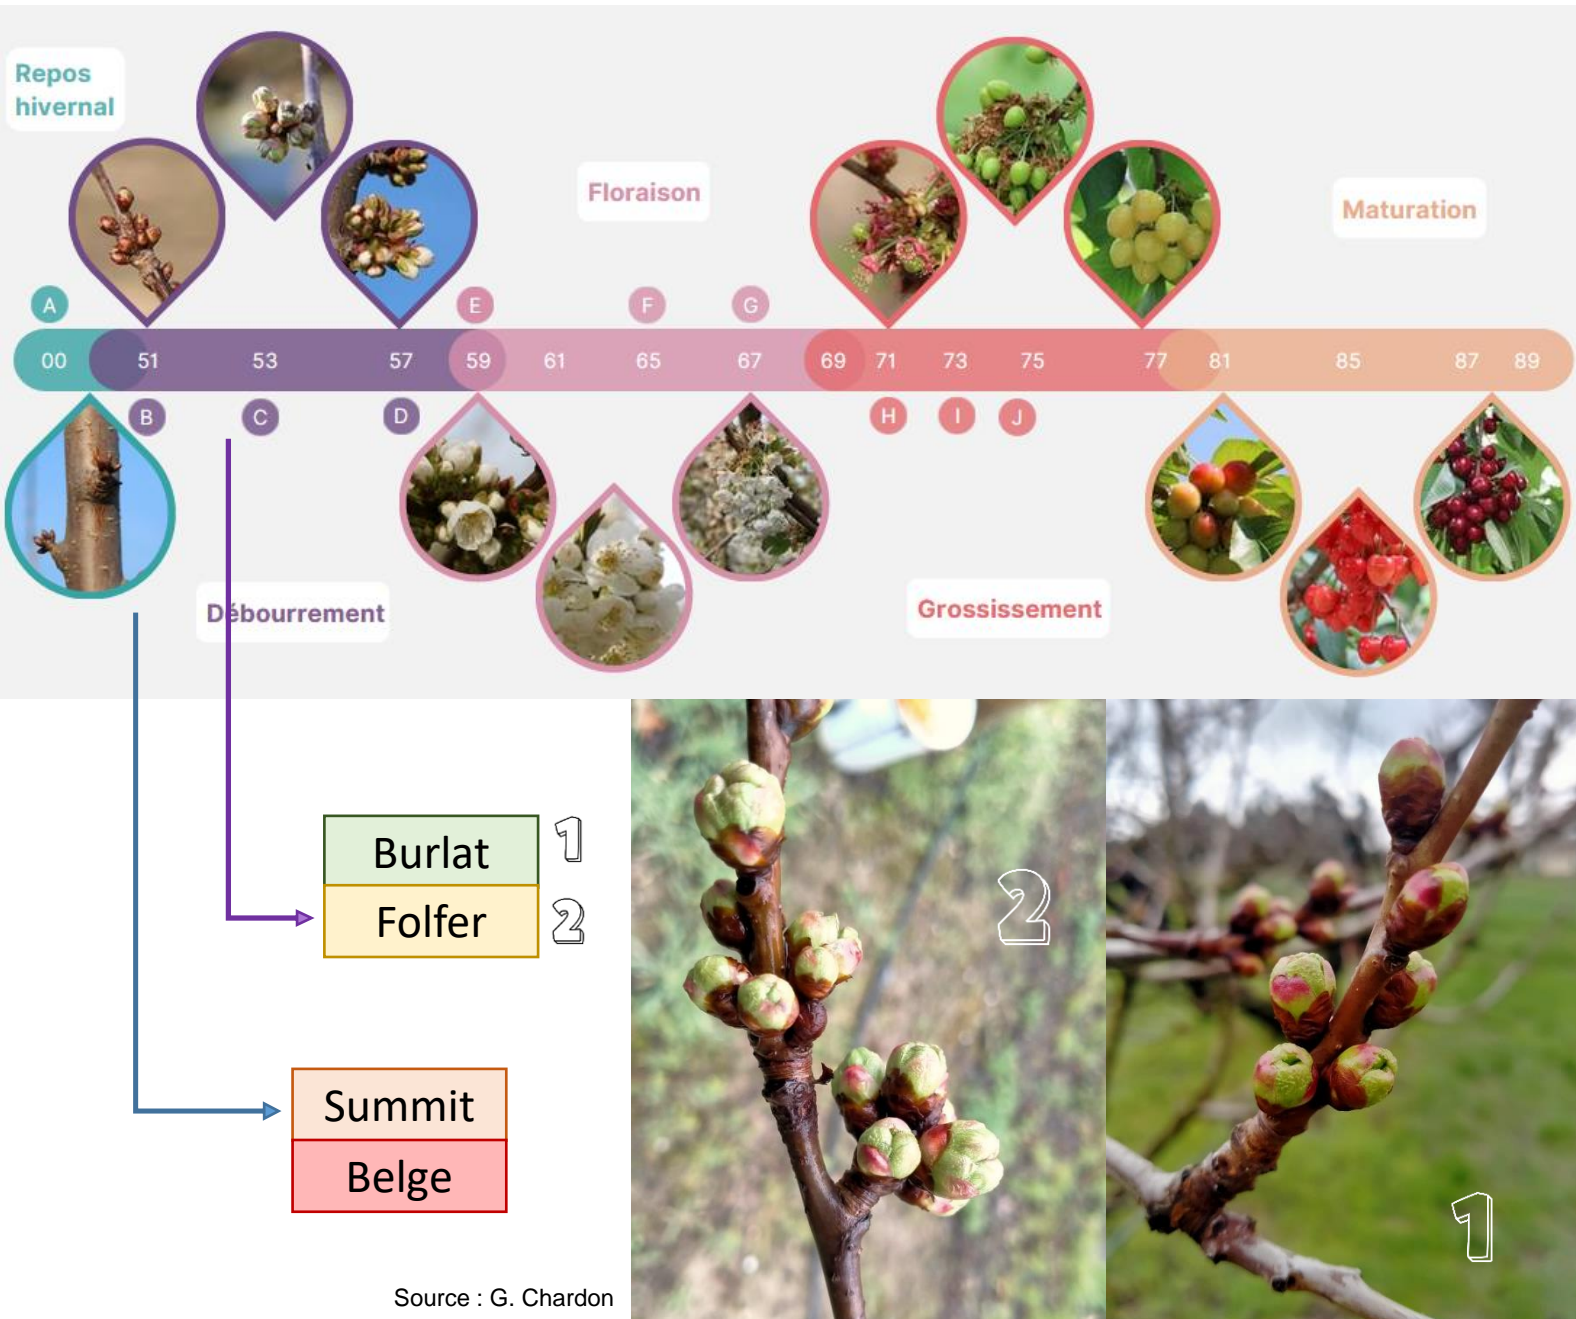 Repos
hivernal
Floraison
Maturation
A
E
F
G
00
51
53
57
59
61
65
67
69
71
73
75
77
81
85
87
89
B
C
D
H
I
J
Débourrement
Grossissement
Burlat
1
Folfer
2
Summit
Belge
2
1
Source : G. Chardon